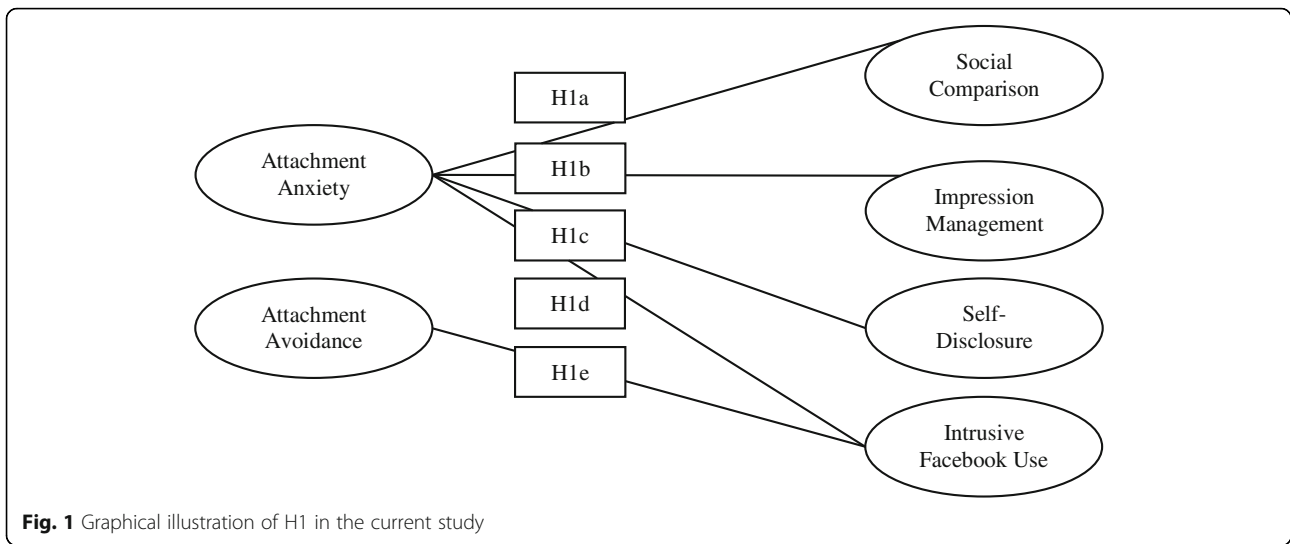 Social
Comparison
H1a
Attachment
Anxiety
H1b
Impression
Management
H1c
H1d
Attachment
Avoidance
Self-
Disclosure
H1e
Intrusive
Facebook Use
Fig. 1 Graphical illustration of H1 in the current study